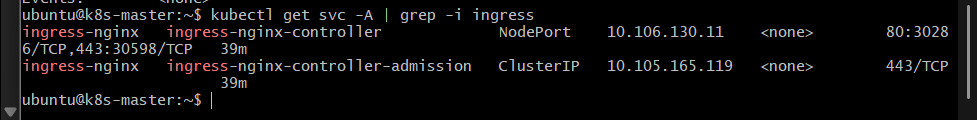 Events:            <none>
ubuntu@k8s-master:~$ kubectl get svc -A | grep -i ingress
ingress-nginx   ingress-nginx-controller             NodePort    10.106.130.11    <none>        80:3028
6/TCP,443:30598/TCP   39m
ingress-nginx   ingress-nginx-controller-admission   ClusterIP   10.105.165.119   <none>        443/TCP
                      39m
ubuntu@k8s-master:~$